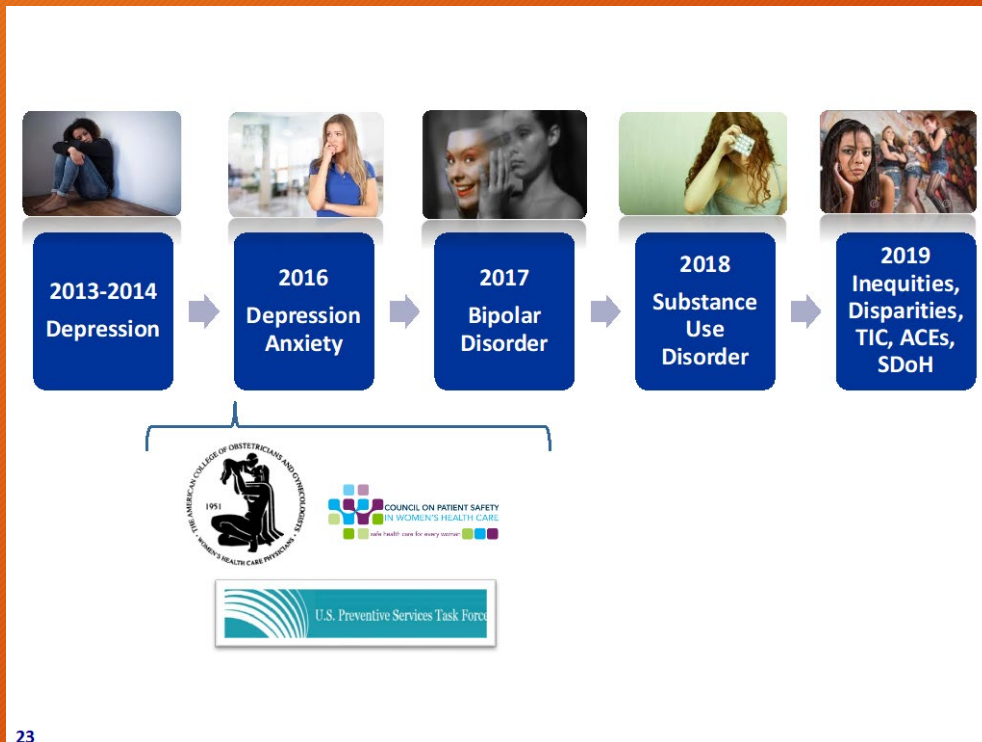 2013-2014
Depression
2016
Depression
Anxiety
2017
Bipolar
Disorder
2018
Substance
Use
Disorder
2019
Inequities,
Disparities,
TIC, ACEs,
SDoH
THE AMERICAN COLLEGE OF OBSTETRICIANS AND GYNECOLOGISTS
1951
WOMEN'S HEALTH CARE PHYSICIANS
COUNCIL ON PATIENT SAFETY
IN WOMEN'S HEALTH CARE
safe health care for every woman
U.S. Preventive Services Task Force
23